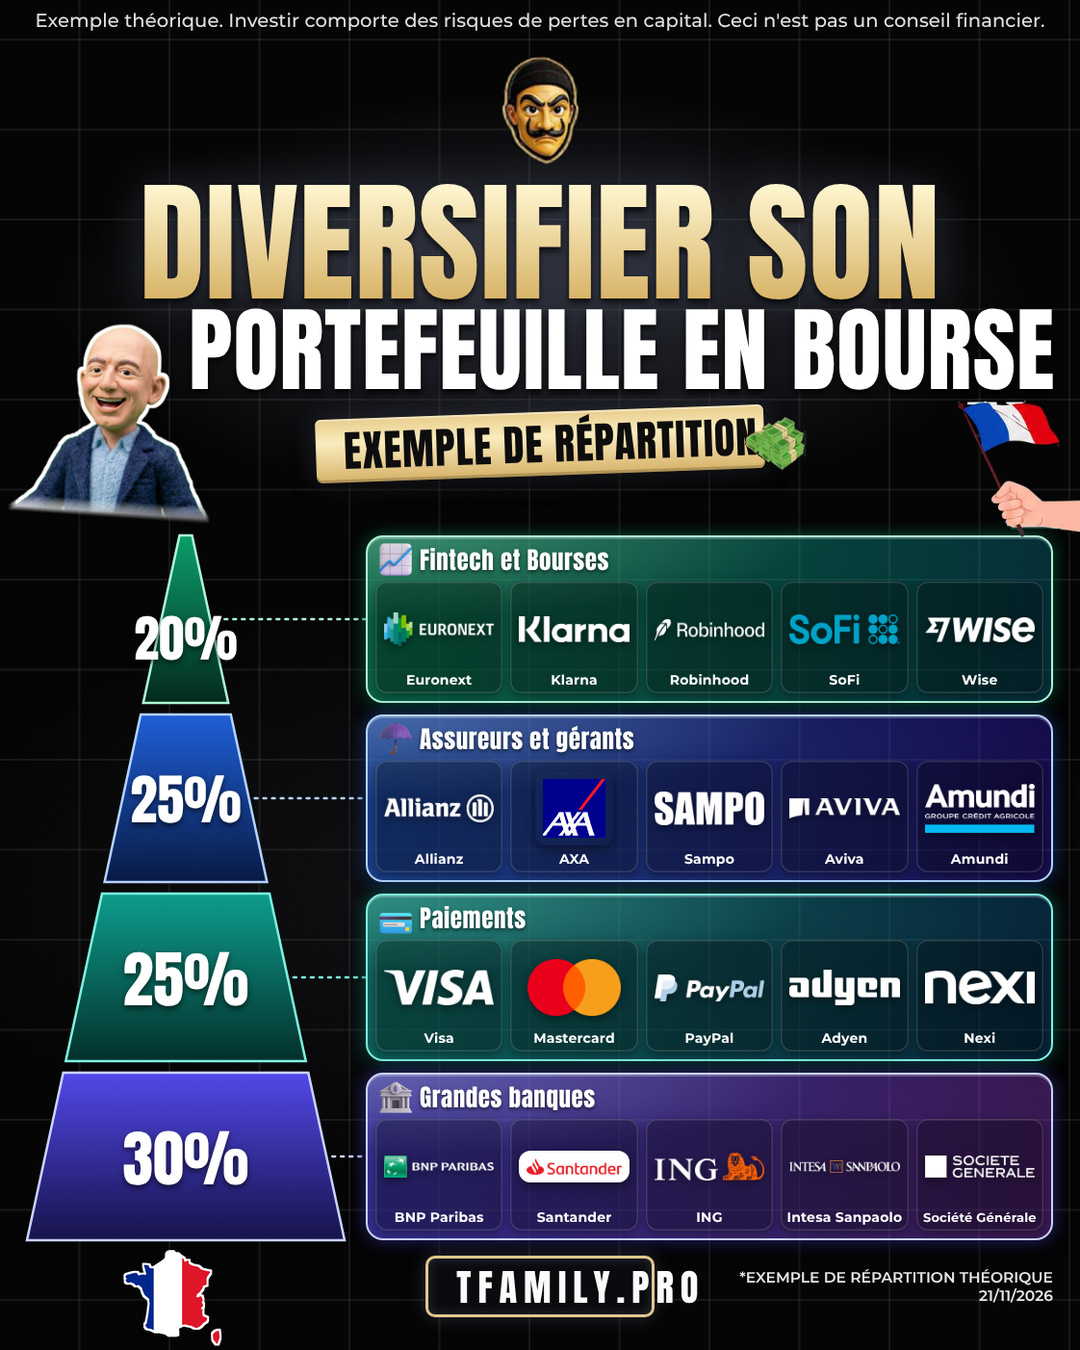 Exemple théorique. Investir comporte des risques de pertes en capital. Ceci n'est pas un conseil financier.
DIVERSIFIER SON
PORTEFEUILLE EN BOURSE
EXEMPLE DE RÉPARTITION
20%
Fintech et Bourses
EURONEXT Klarna Robinhood SoFi WISE
Euronext Klarna Robinhood SoFi Wise
25%
Assureurs et gérants
Allianz AXA SAMPO AVIVA Amundi
GROUPE CRÉDIT AGRICOLE
Allianz AXA Sampo Aviva Amundi
25%
Paiements
VISA PayPal adyen nexi
Visa Mastercard PayPal Adyen Nexi
30%
Grandes banques
BNP PARIBAS Santander ING INTESA SANPAOLO SOCIETE
GENERALE
BNP Paribas Santander ING Intesa Sanpaolo Société Générale
TFAMILY.PRO
*EXEMPLE DE RÉPARTITION THÉORIQUE
21/11/2026